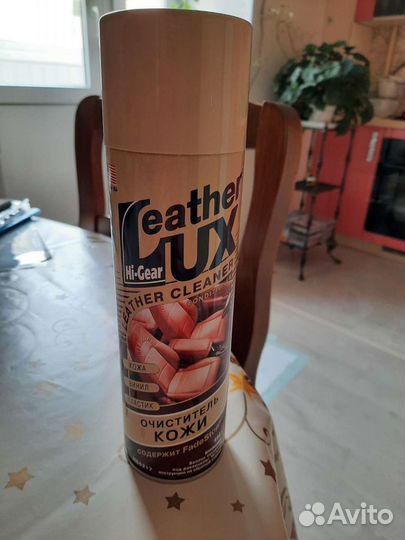 Leather
Lux
Hi-Gear
LEATHER CLEANER
КОЖА
ВИНИЛ
ПЛАСТИК
ОЧИСТИТЕЛЬ
КОЖИ
СОДЕРЖИТ FadeStop
Avito